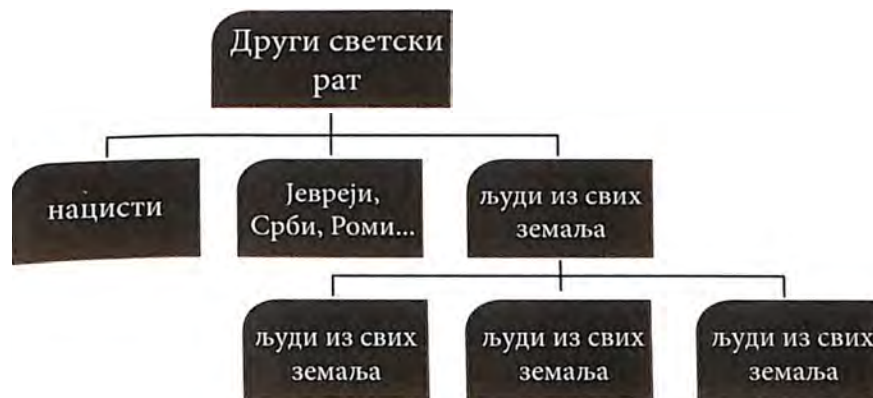 Други светски
рат
нацисти
Јевреји,
Срби, Роми...
људи из свих
земаља
људи из свих
земаља
људи из свих
земаља
људи из свих
земаља